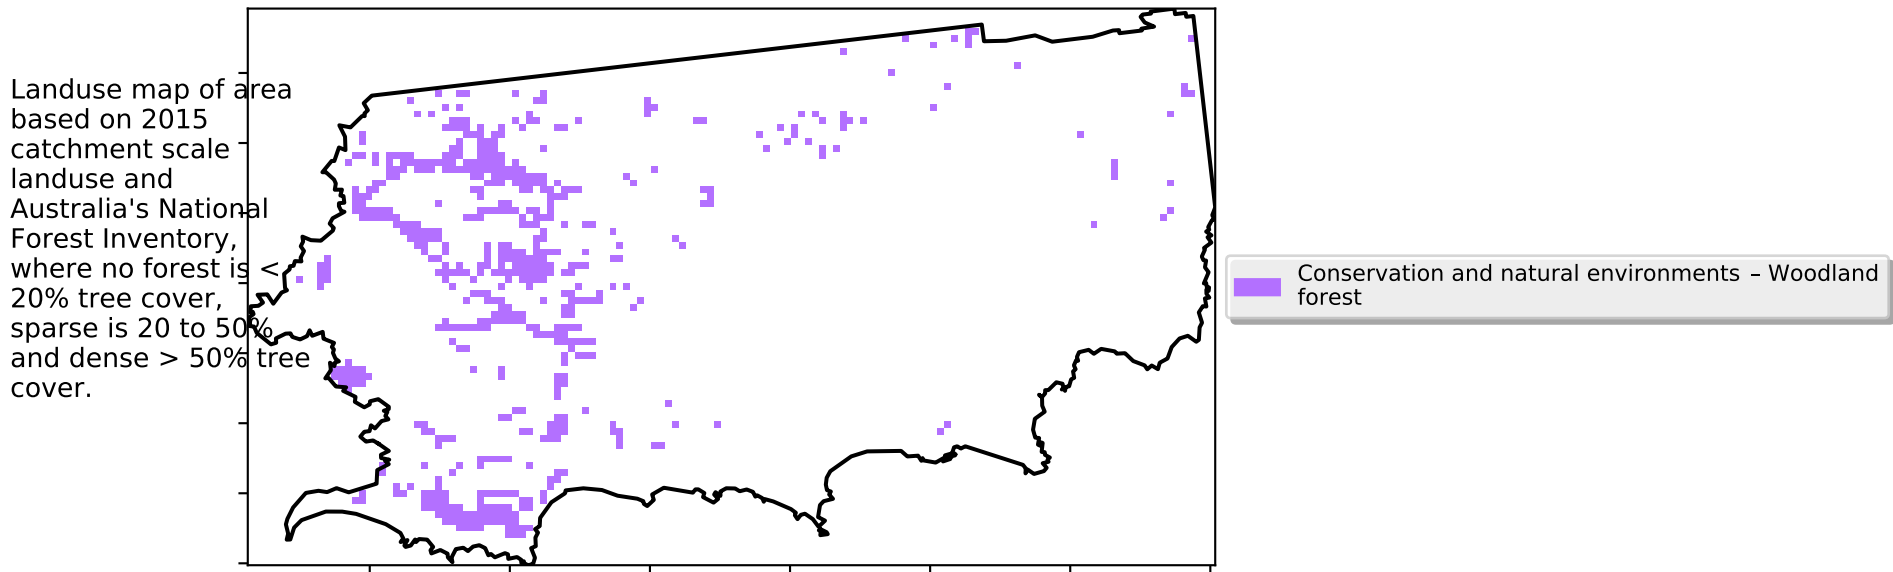 Landuse map of area
based on 2015
catchment scale
landuse and
Australia's National
Forest Inventory,
where no forest is <
20% tree cover,
sparse is 20 to 50%
and dense > 50% tree
cover.
Conservation and natural environments – Woodland
forest